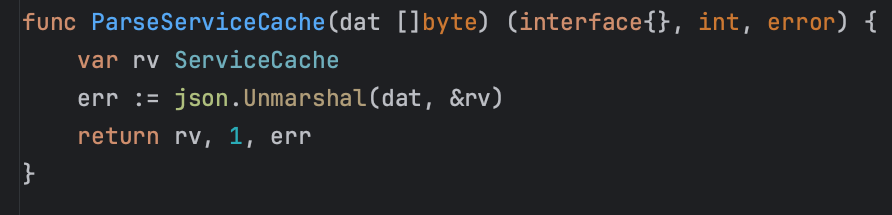 func ParseServiceCache(dat []byte) (interface{}, int, error) {
    var rv ServiceCache
    err := json.Unmarshal(dat, &rv)
    return rv, 1, err
}